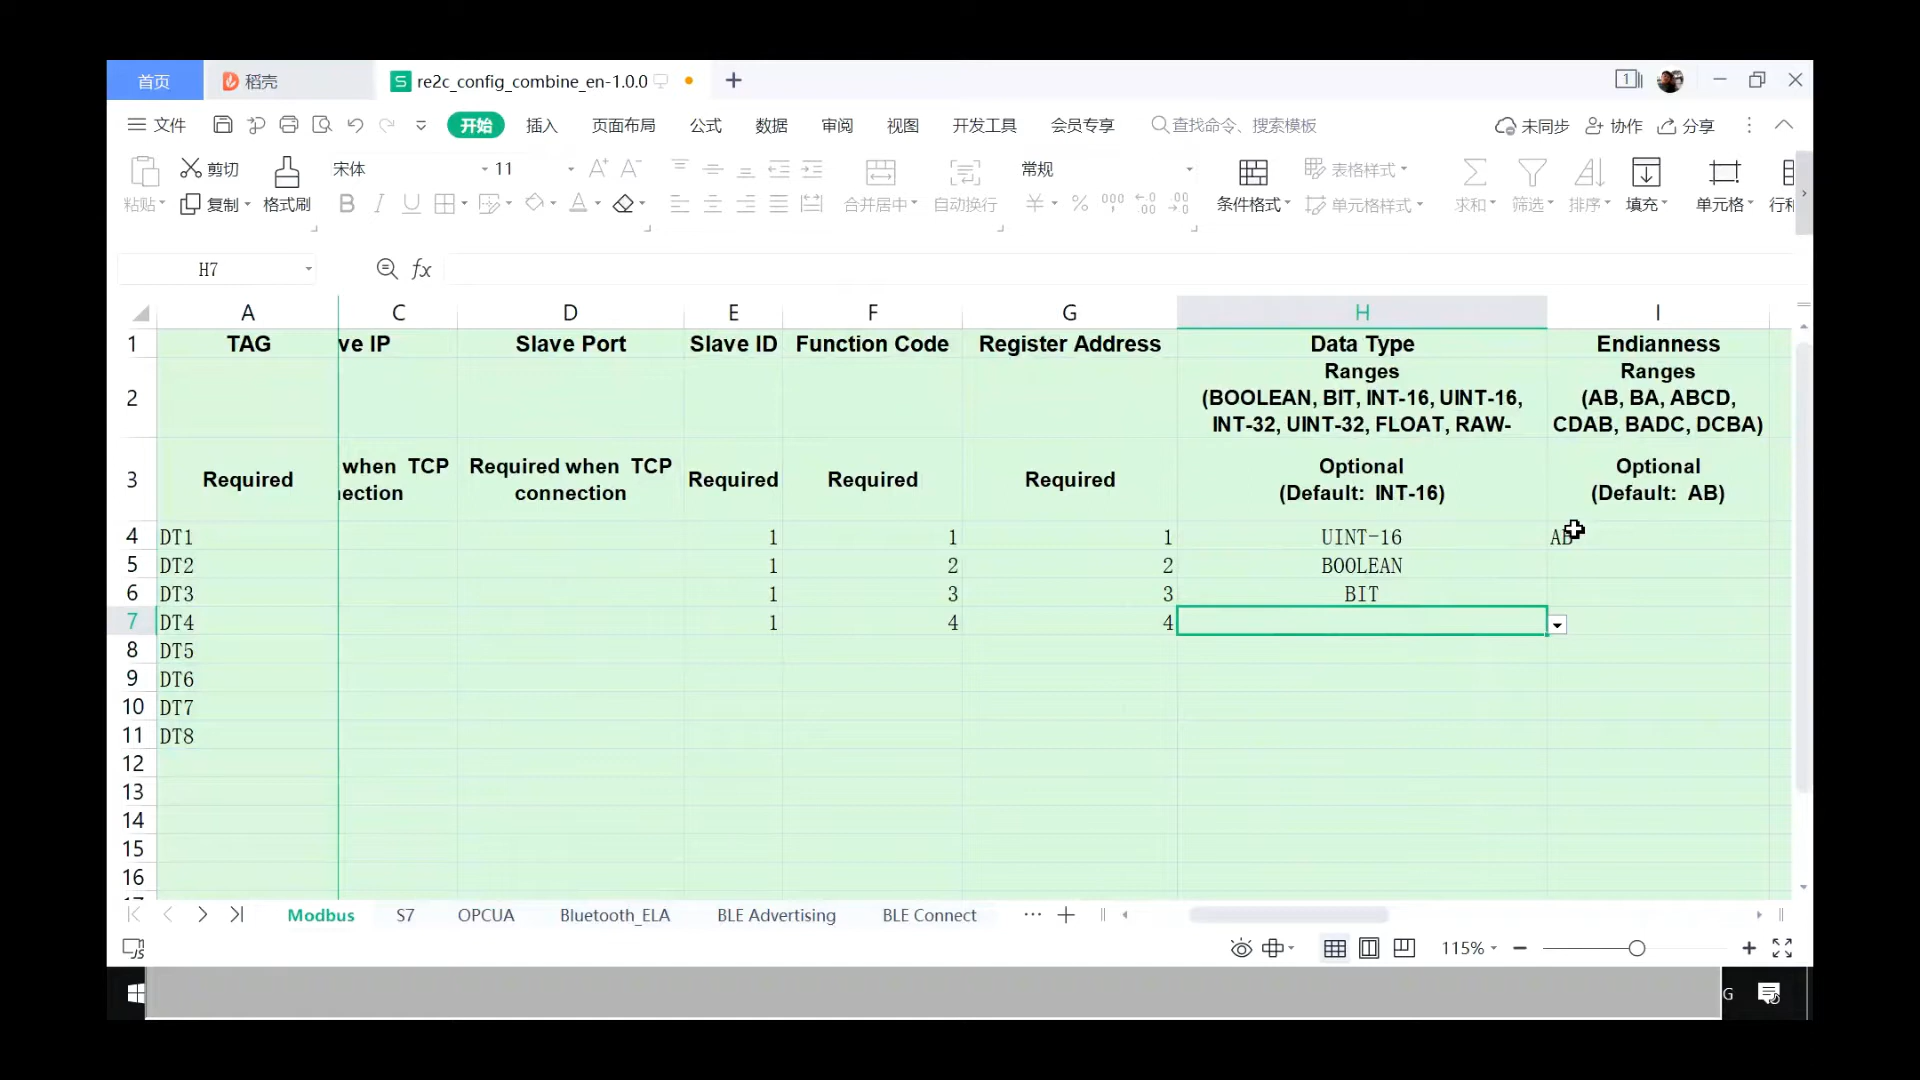 首页
稻壳
re2c_config_combine_en-1.0.0
文件
开始
插入
页面布局
公式
数据
审阅
视图
开发工具
会员专享
查找命令、搜索模板
未同步
协作
分享
粘贴
剪切
复制
格式刷
宋体
11
合并居中
自动换行
常规
条件格式
表格样式
单元格样式
求和
筛选
排序
填充
单元格
H7
fx
A C D E F G H I
1 TAG ve IP Slave Port Slave ID Function Code Register Address Data Type Endianness
2 Ranges Ranges
(BOOLEAN, BIT, INT-16, UINT-16, (AB, BA, ABCD,
INT-32, UINT-32, FLOAT, RAW- CDAB, BADC, DCBA)
when TCP Required when TCP Optional Optional
3 Required connection Required Required Required
(Default: INT-16) (Default: AB)
4 DT1 1 1 1 UINT-16 AB
5 DT2 1 2 2 BOOLEAN
6 DT3 1 3 3 BIT
7 DT4 1 4 4
8 DT5
9 DT6
10 DT7
11 DT8
12
13
14
15
16
Modbus S7 OPCUA Bluetooth_ELA BLE Advertising BLE Connect
115%
G